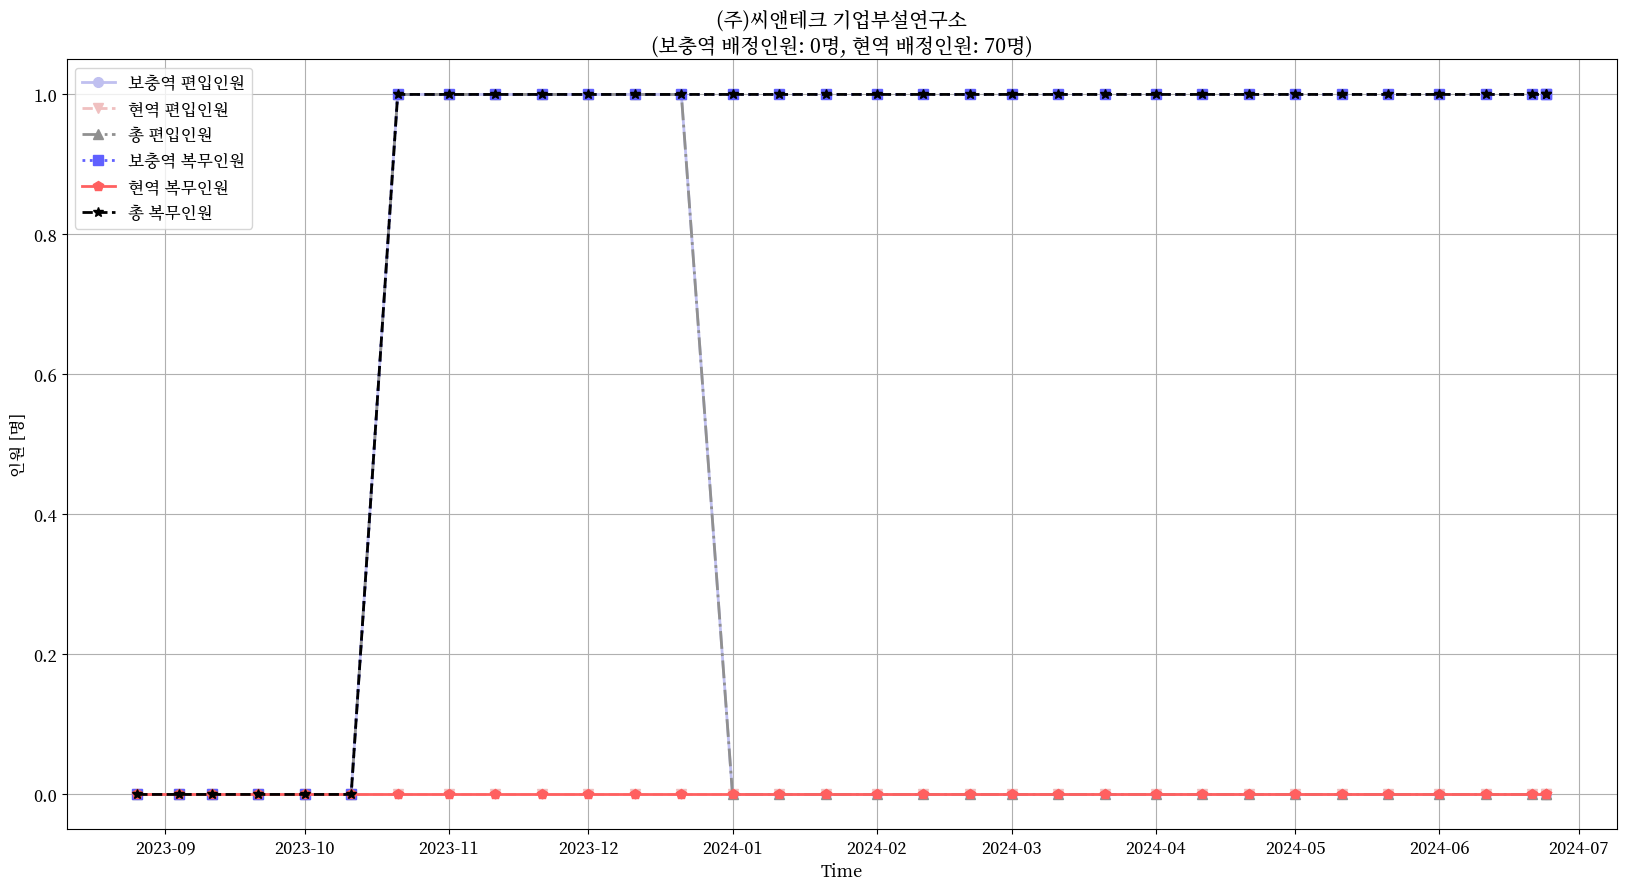 (주)씨앤테크 기업부설연구소
(보충역 배정인원: 0명, 현역 배정인원: 70명)
보충역 편입인원
현역 편입인원
총 편입인원
보충역 복무인원
현역 복무인원
총 복무인원
인원 [명]
1.0
0.8
0.6
0.4
0.2
0.0
2023-09 2023-10 2023-11 2023-12 2024-01 2024-02 2024-03 2024-04 2024-05 2024-06 2024-07
Time